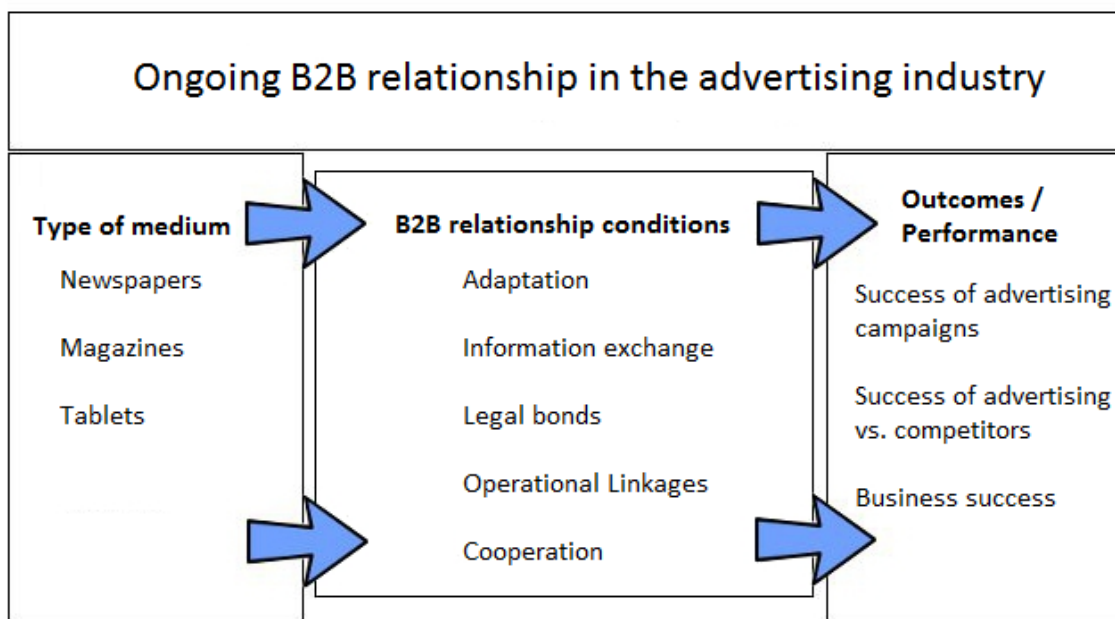 Ongoing B2B relationship in the advertising industry
Type of medium
Newspapers
Magazines
Tablets
B2B relationship conditions
Adaptation
Information exchange
Legal bonds
Operational Linkages
Cooperation
Outcomes /
Performance
Success of advertising
campaigns
Success of advertising
vs. competitors
Business success